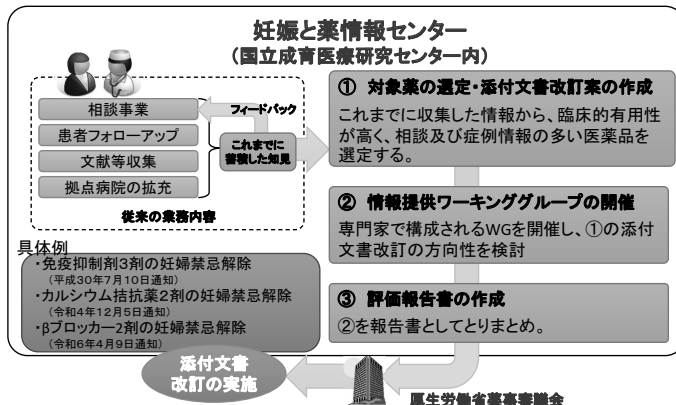 妊娠と薬情報センター
（国立成育医療研究センター内）
相談事業
患者フォローアップ
文献等収集
拠点病院の拡充
フィードバック
これまでに
蓄積した知見
従来の業務内容
① 対象薬の選定・添付文書改訂案の作成
これまでに収集した情報から、臨床的有用性
が高く、相談及び症例情報の多い医薬品を
選定する。
② 情報提供ワーキンググループの開催
専門家で構成されるWGを開催し、①の添付
文書改訂の方向性を検討
③ 評価報告書の作成
②を報告書としてとりまとめ。
具体例
・免疫抑制剤3剤の妊婦禁忌解除
（平成30年7月10日通知）
・カルシウム拮抗薬2剤の妊婦禁忌解除
（令和4年12月5日通知）
・βブロッカー2剤の妊婦禁忌解除
（令和6年4月9日通知）
添付文書
改訂の実施
厚生労働省薬事審議会